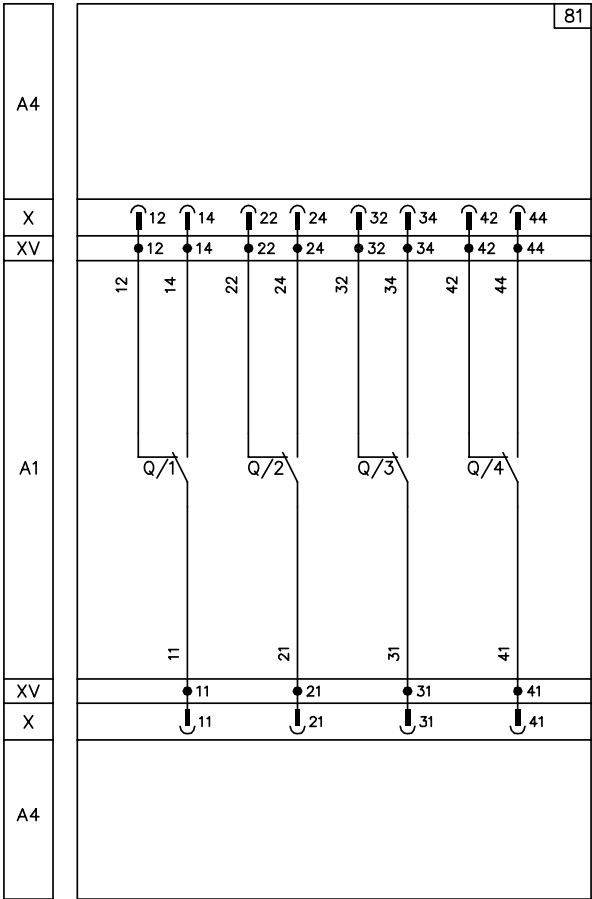 81
A4
X 12 14 22 24 32 34 42 44
XV 12 14 22 24 32 34 42 44
12 14 22 24 32 34 42 44
A1 Q/1 Q/2 Q/3 Q/4
11 21 31 41
XV 11 21 31 41
X 11 21 31 41
A4